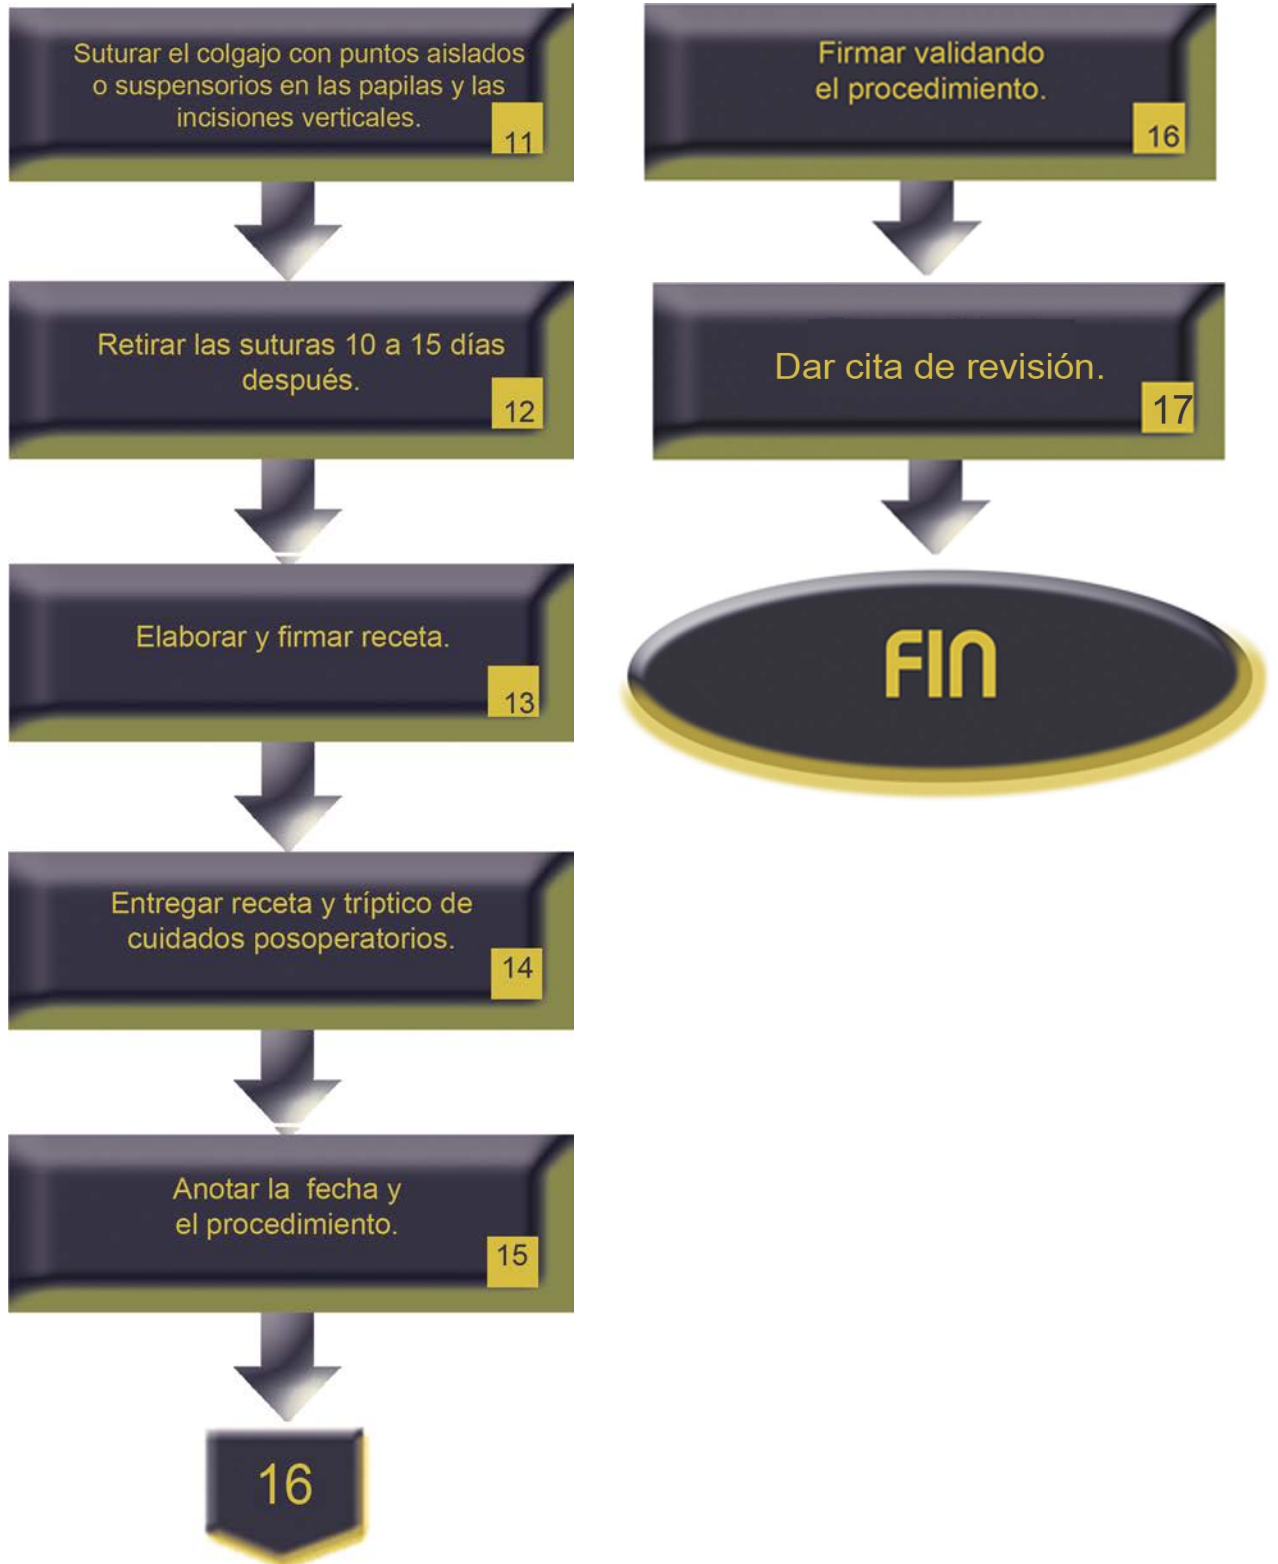 Suturar el colgajo con puntos aislados
o suspensorios en las papilas y las
incisiones verticales.
11
Retirar las suturas 10 a 15 días
después.
12
Elaborar y firmar receta.
13
Entregar receta y tríptico de
cuidados posoperatorios.
14
Anotar la fecha y
el procedimiento.
15
16
Firmar validando
el procedimiento.
16
Dar cita de revisión.
17
FIN